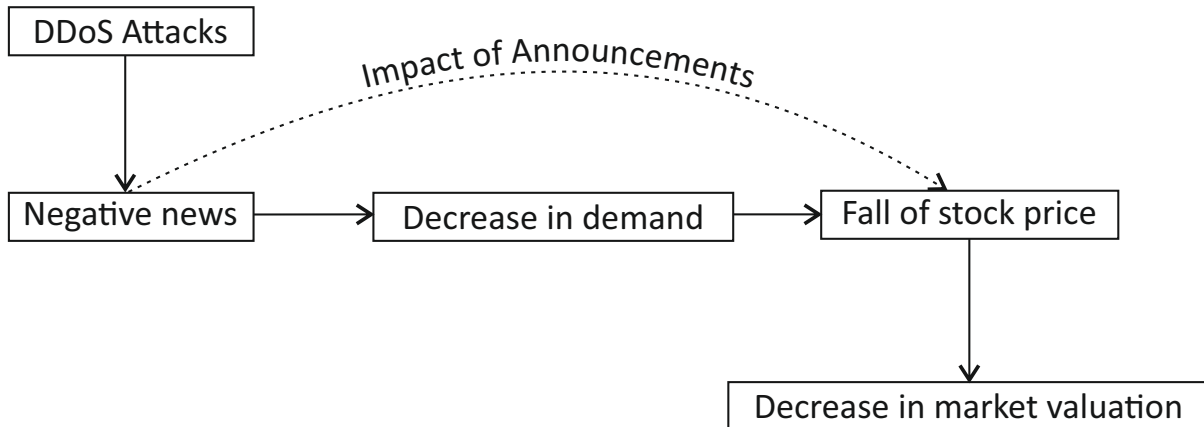 DDoS Attacks
Impact of Announcements
Negative news
Decrease in demand
Fall of stock price
Decrease in market valuation